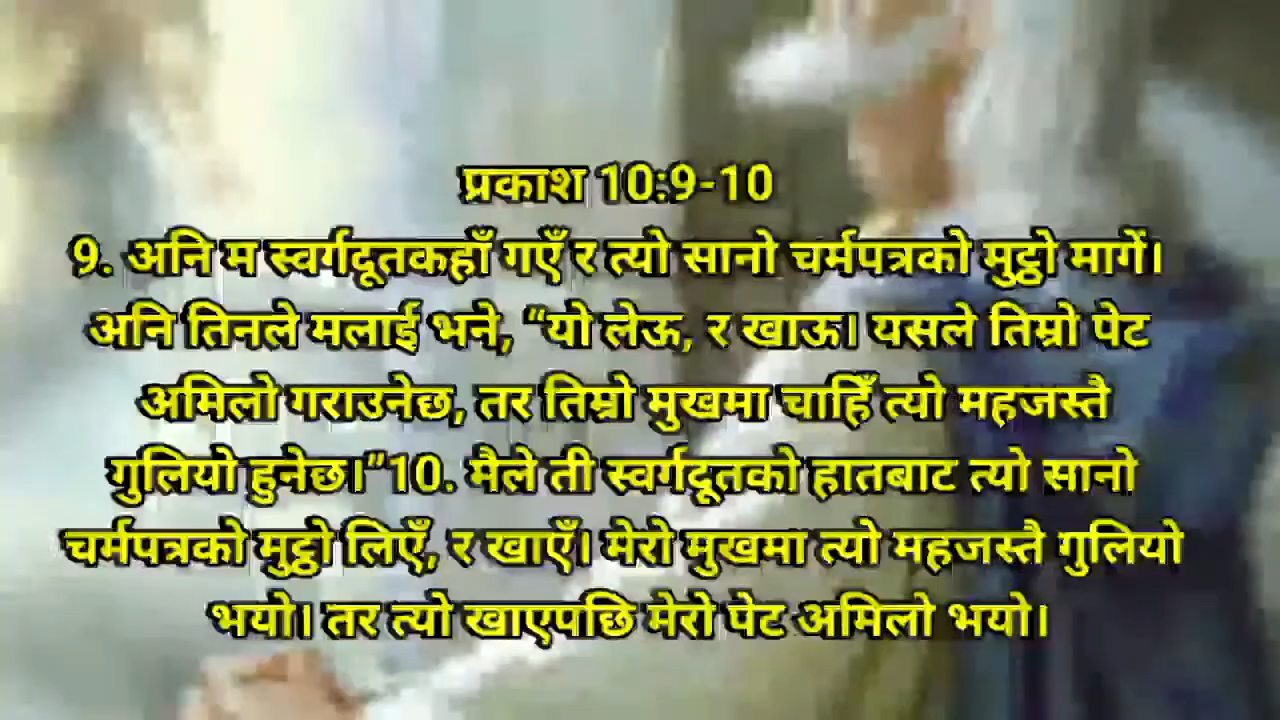 प्रकाश 10:9-10
9. अनि म स्वर्गदूतकहाँ गएँ र त्यो सानो चर्मपत्रको मुट्ठो मागें।
अनि तिनले मलाई भने, “यो लेऊ, र खाऊ। यसले तिम्रो पेट
अमिलो गराउनेछ, तर तिम्रो मुखमा चाहिँ त्यो महजस्तै
गुलियो हुनेछ।”10. मैले ती स्वर्गदूतको हातबाट त्यो सानो
चर्मपत्रको मुट्ठो लिएँ, र खाएँ। मेरो मुखमा त्यो महजस्तै गुलियो
भयो। तर त्यो खाएपछि मेरो पेट अमिलो भयो।